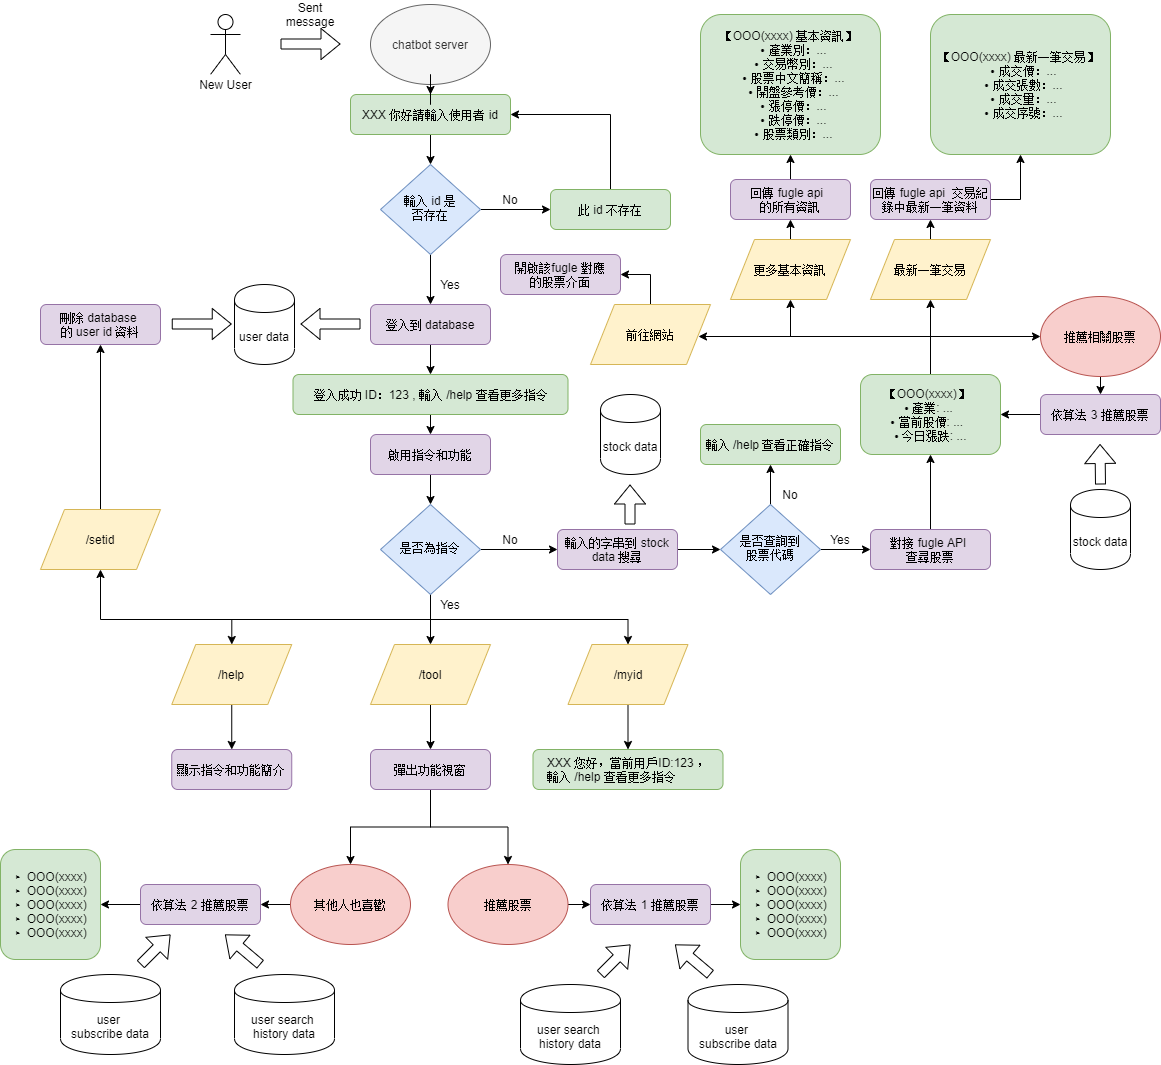 Sent
message
New User
chatbot server
XXX 你好請輸入使用者 id
輸入 id 是
否存在
No
此 id 不存在
Yes
登入到 database
user data
刪除 database
的 user id 資料
登入成功 ID：123 , 輸入 /help 查看更多指令
啟用指令和功能
是否為指令
No
輸入的字串到 stock
data 搜尋
stock data
是否查詢到
股票代碼
No
輸入 /help 查看正確指令
Yes
對接 fugle API
查尋股票
【OOO(xxxx)】
• 產業: ...
• 當前股價: ...
• 今日漲跌: ...
推薦相關股票
依算法 3 推薦股票
stock data
前往網站
開啟該fugle 對應
的股票介面
更多基本資訊
回傳 fugle api
的所有資訊
【OOO(xxxx) 基本資訊】
• 產業別：...
• 交易幣別：...
• 股票中文簡稱：...
• 開盤參考價：...
• 漲停價：...
• 跌停價：...
• 股票類別：...
最新一筆交易
回傳 fugle api 交易紀
錄中最新一筆資料
【OOO(xxxx) 最新一筆交易】
• 成交價：...
• 成交張數：...
• 成交量：...
• 成交序號：...
Yes
/setid
/help
/tool
/myid
顯示指令和功能簡介
彈出功能視窗
XXX 您好，當前用戶ID:123，
輸入 /help 查看更多指令
其他人也喜歡
依算法 2 推薦股票
➤ OOO(xxxx)
➤ OOO(xxxx)
➤ OOO(xxxx)
➤ OOO(xxxx)
➤ OOO(xxxx)
user
subscribe data
user search
history data
推薦股票
依算法 1 推薦股票
➤ OOO(xxxx)
➤ OOO(xxxx)
➤ OOO(xxxx)
➤ OOO(xxxx)
➤ OOO(xxxx)
user search
history data
user
subscribe data